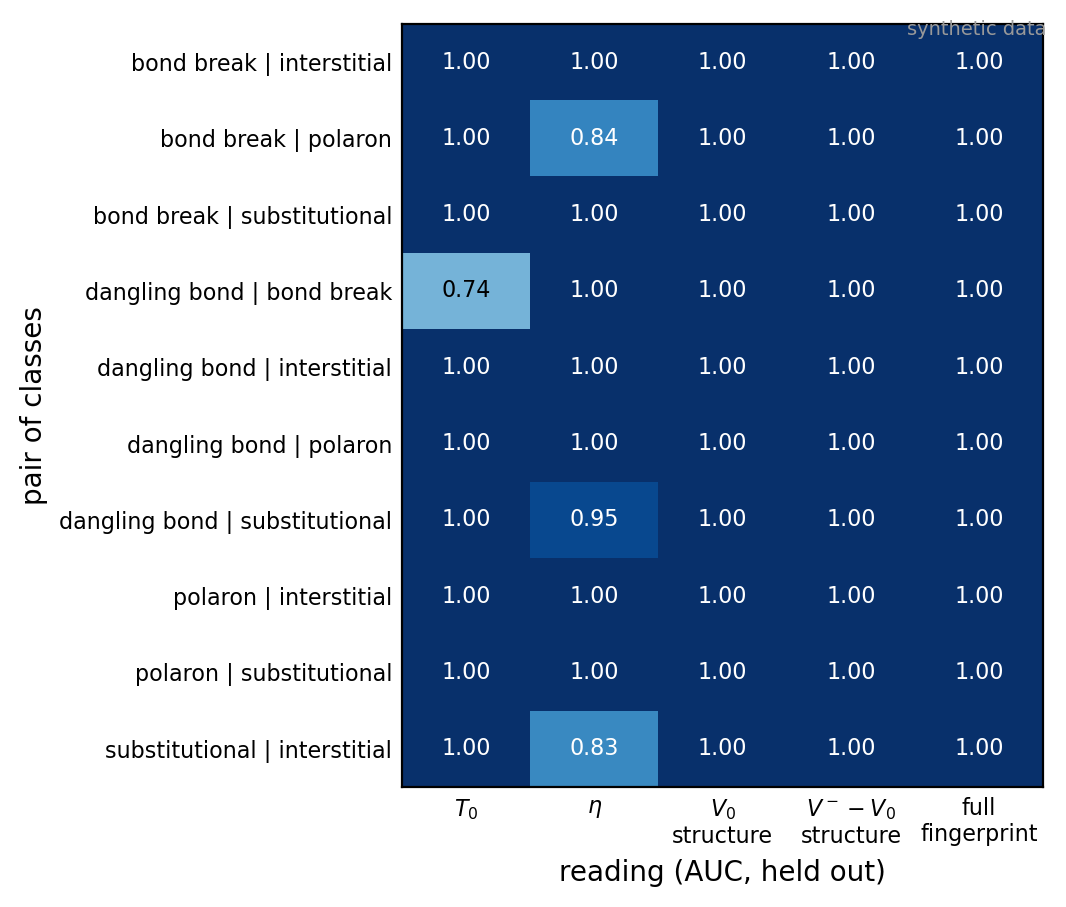 synthetic data
bond break | interstitial 1.00 1.00 1.00 1.00 1.00
bond break | polaron 1.00 0.84 1.00 1.00 1.00
bond break | substitutional 1.00 1.00 1.00 1.00 1.00
dangling bond | bond break 0.74 1.00 1.00 1.00 1.00
dangling bond | interstitial 1.00 1.00 1.00 1.00 1.00
dangling bond | polaron 1.00 1.00 1.00 1.00 1.00
dangling bond | substitutional 1.00 0.95 1.00 1.00 1.00
polaron | interstitial 1.00 1.00 1.00 1.00 1.00
polaron | substitutional 1.00 1.00 1.00 1.00 1.00
substitutional | interstitial 1.00 0.83 1.00 1.00 1.00
pair of classes
T₀ η V₀ V⁻ − V₀ full
structure structure fingerprint
reading (AUC, held out)